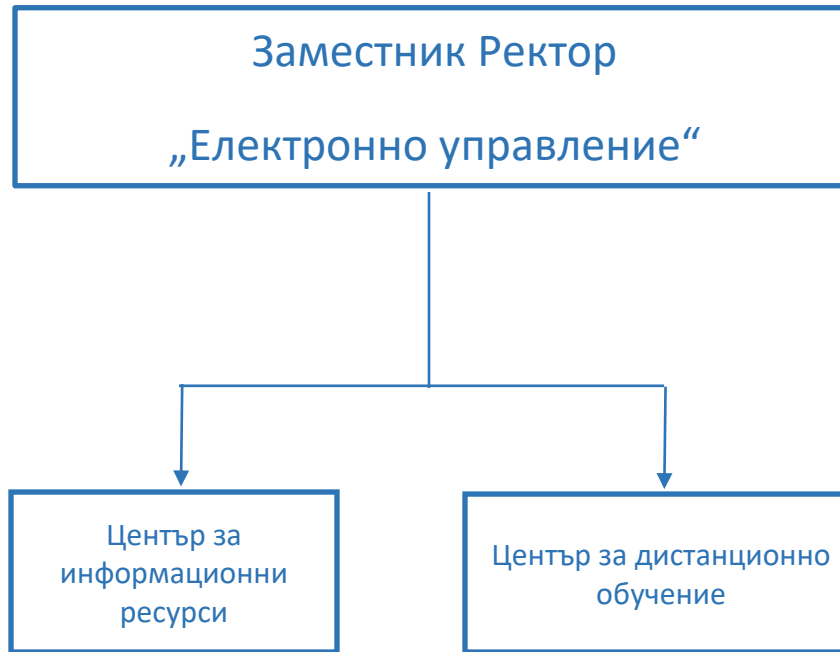 Заместник Ректор
„Електронно управление“
Център за
информационни
ресурси
Център за дистанционно
обучение